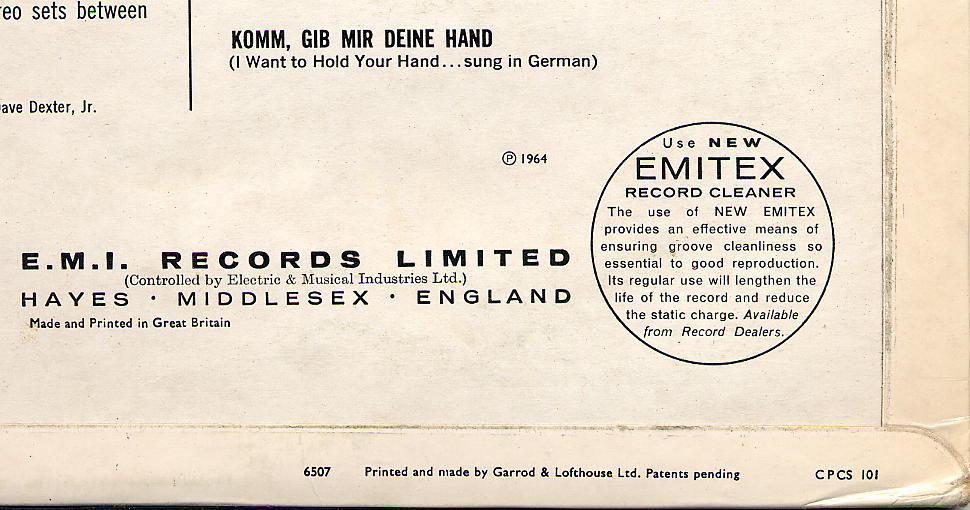 reo sets between
ave Dexter, Jr.
KOMM, GIB MIR DEINE HAND
(I Want to Hold Your Hand...sung in German)
℗ 1964
E.M.I. RECORDS LIMITED
(Controlled by Electric & Musical Industries Ltd.)
HAYES · MIDDLESEX · ENGLAND
Made and Printed in Great Britain
Use NEW
EMITEX
RECORD CLEANER
The use of NEW EMITEX
provides an effective means of
ensuring groove cleanliness so
essential to good reproduction.
Its regular use will lengthen the
life of the record and reduce
the static charge. Available
from Record Dealers.
6507 Printed and made by Garrod & Lofthouse Ltd. Patents pending CPCS 101